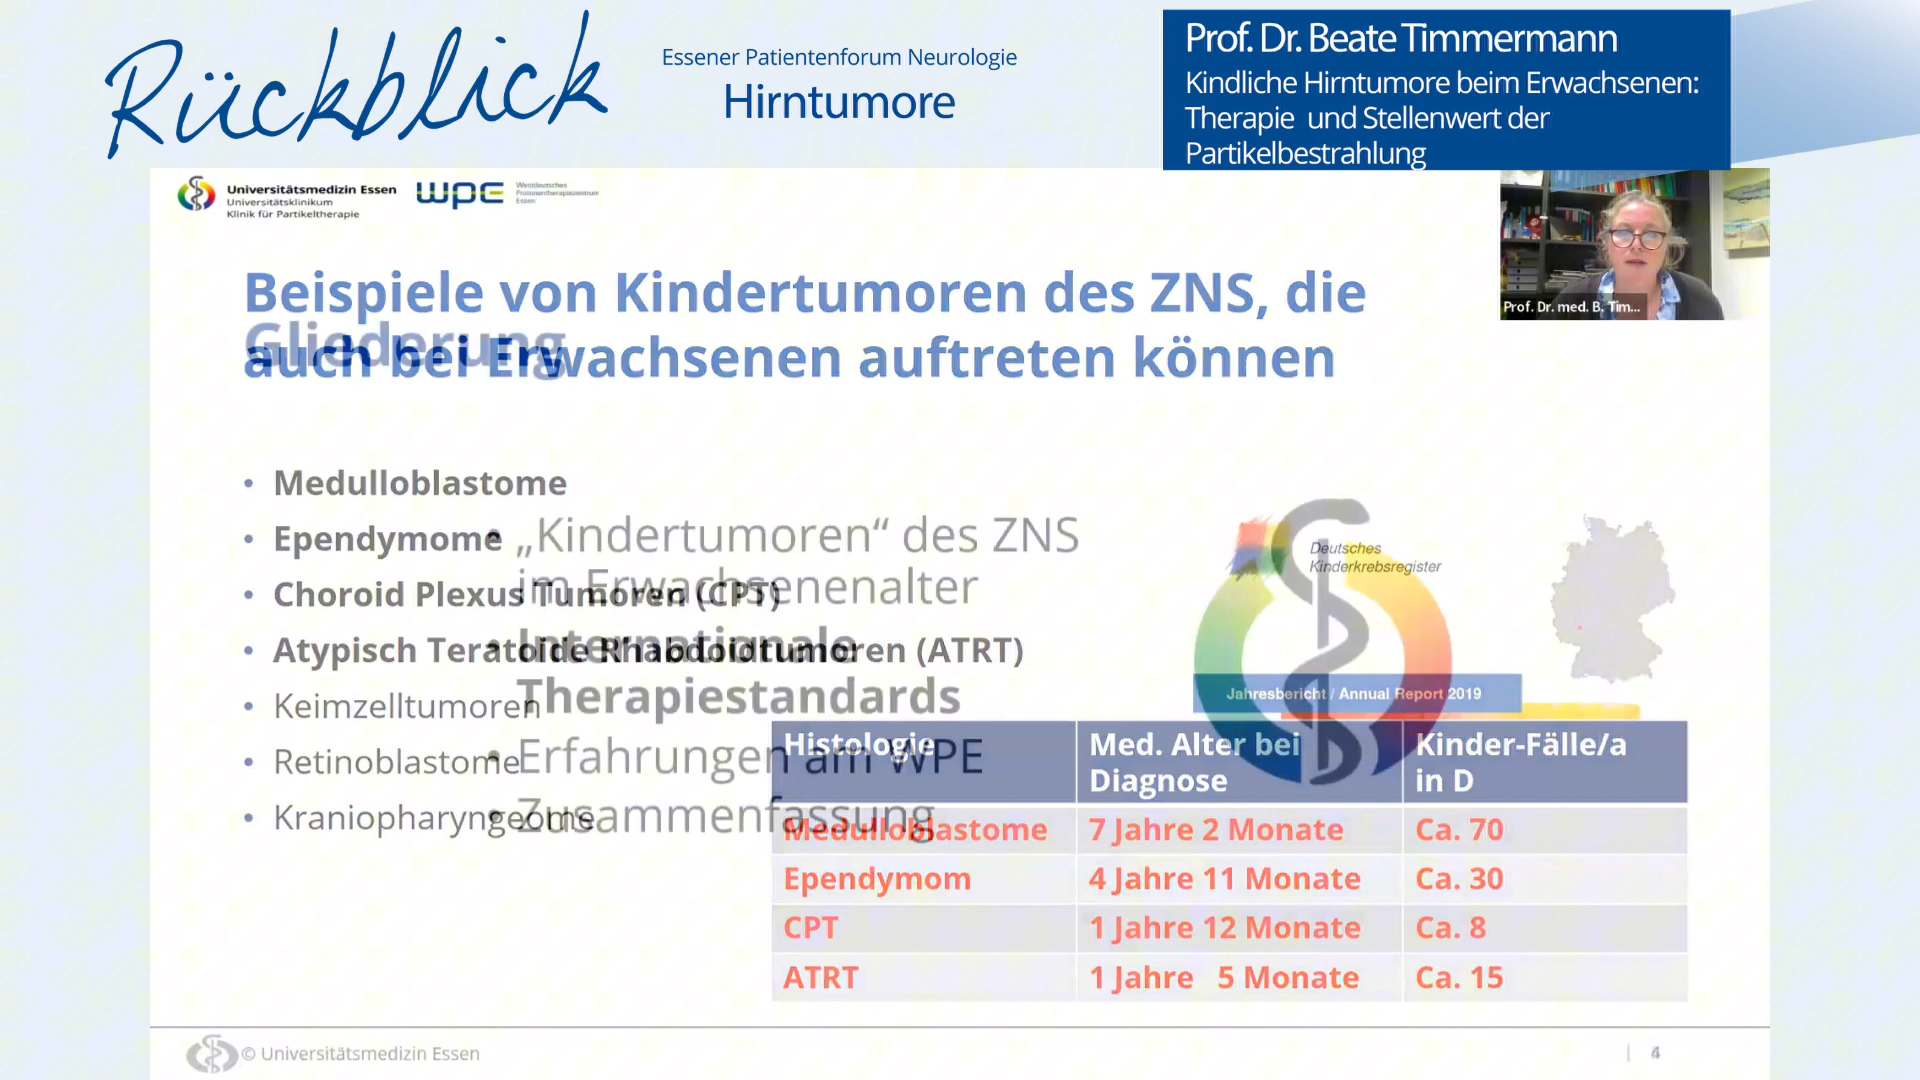 Rückblick
Essener Patientenforum Neurologie
Hirntumore
Prof. Dr. Beate Timmermann
Kindliche Hirntumore beim Erwachsenen:
Therapie und Stellenwert der
Partikelbestrahlung
Universitätsmedizin Essen
Universitätsklinikum
Klinik für Partikeltherapie
wpe
Westdeutsches
Protonentherapiezentrum
Essen
Prof. Dr. med. B. Tim...
Beispiele von Kindertumoren des ZNS, die
auch bei Erwachsenen auftreten können
Gliederung
• Medulloblastome
• Ependymome
• Choroid Plexus Tumoren (CPT)
• Atypisch Teratoide Rhabdoidtumoren (ATRT)
• Keimzelltumoren
• Retinoblastome
• Kraniopharyngeome
• „Kindertumoren“ des ZNS
im Erwachsenenalter
• Internationale
Therapiestandards
• Erfahrungen am WPE
• Zusammenfassung
Deutsches
Kinderkrebsregister
Jahresbericht / Annual Report 2019
Histologie Med. Alter bei Diagnose Kinder-Fälle/a in D
Medulloblastome 7 Jahre 2 Monate Ca. 70
Ependymom 4 Jahre 11 Monate Ca. 30
CPT 1 Jahre 12 Monate Ca. 8
ATRT 1 Jahre 5 Monate Ca. 15
© Universitätsmedizin Essen
| 4